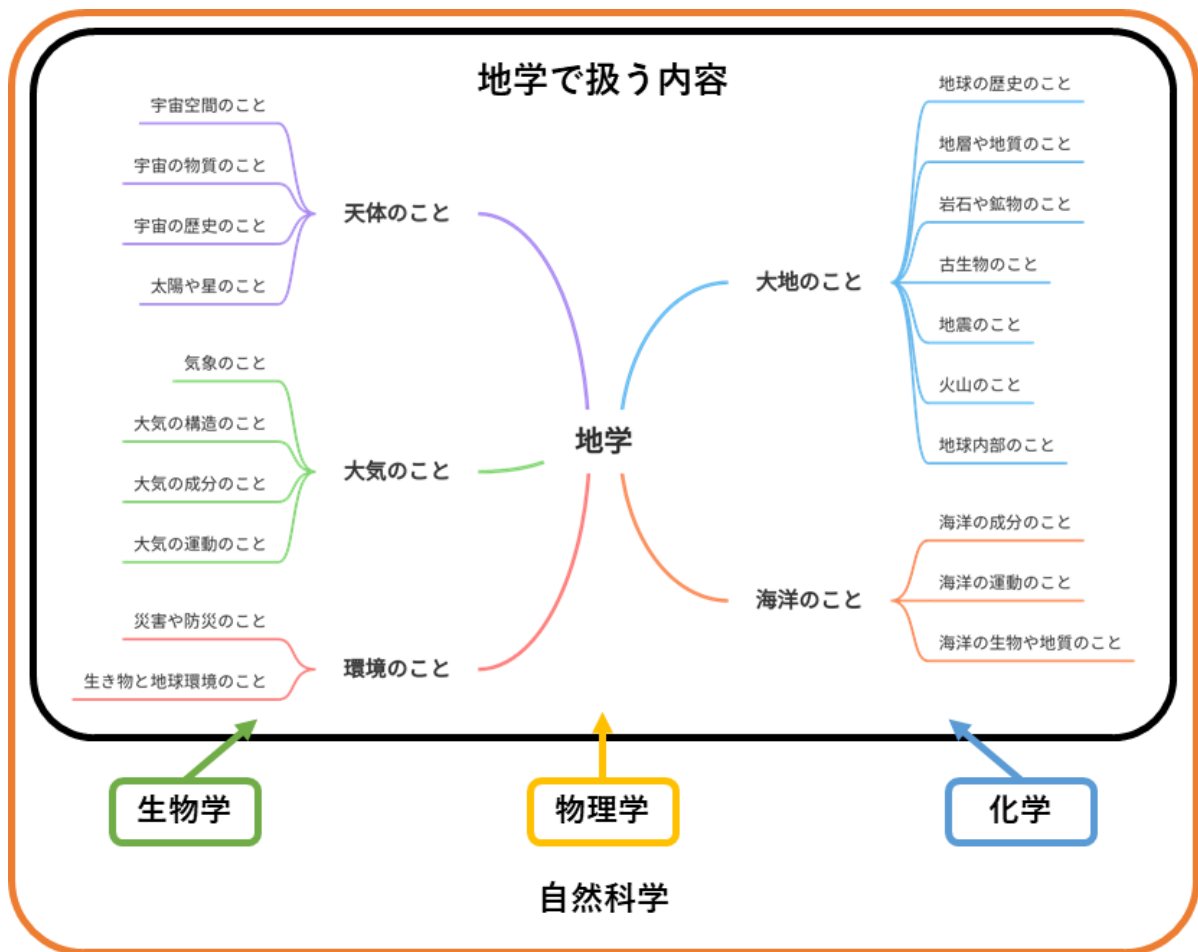 地学で扱う内容
地学
天体のこと
宇宙空間のこと
宇宙の物質のこと
宇宙の歴史のこと
太陽や星のこと
大気のこと
気象のこと
大気の構造のこと
大気の成分のこと
大気の運動のこと
環境のこと
災害や防災のこと
生き物と地球環境のこと
大地のこと
地球の歴史のこと
地層や地質のこと
岩石や鉱物のこと
古生物のこと
地震のこと
火山のこと
地球内部のこと
海洋のこと
海洋の成分のこと
海洋の運動のこと
海洋の生物や地質のこと
生物学
物理学
化学
自然科学